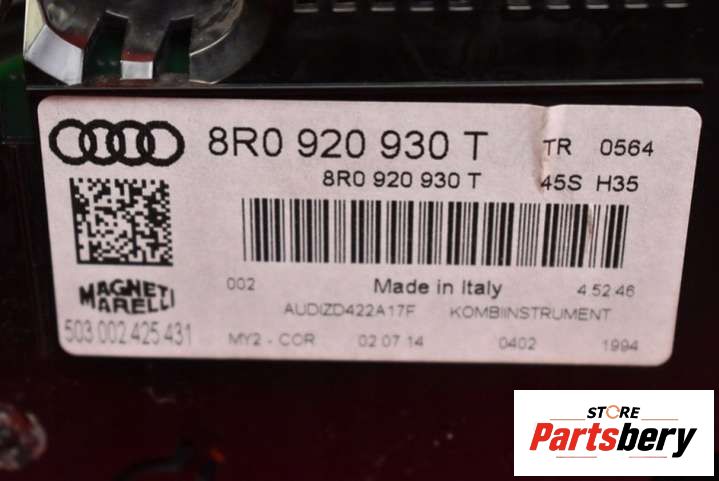 8R0 920 930 T TR 0564
8R0 920 930 T 45S H35
002 Made in Italy 4.52.46
MAGNETI
MARELLI
AUDIZD422A17F KOMBIINSTRUMENT
503 002 425 431
MY2 - COR 02 07 14 0402 1994
STORE
Partsbery